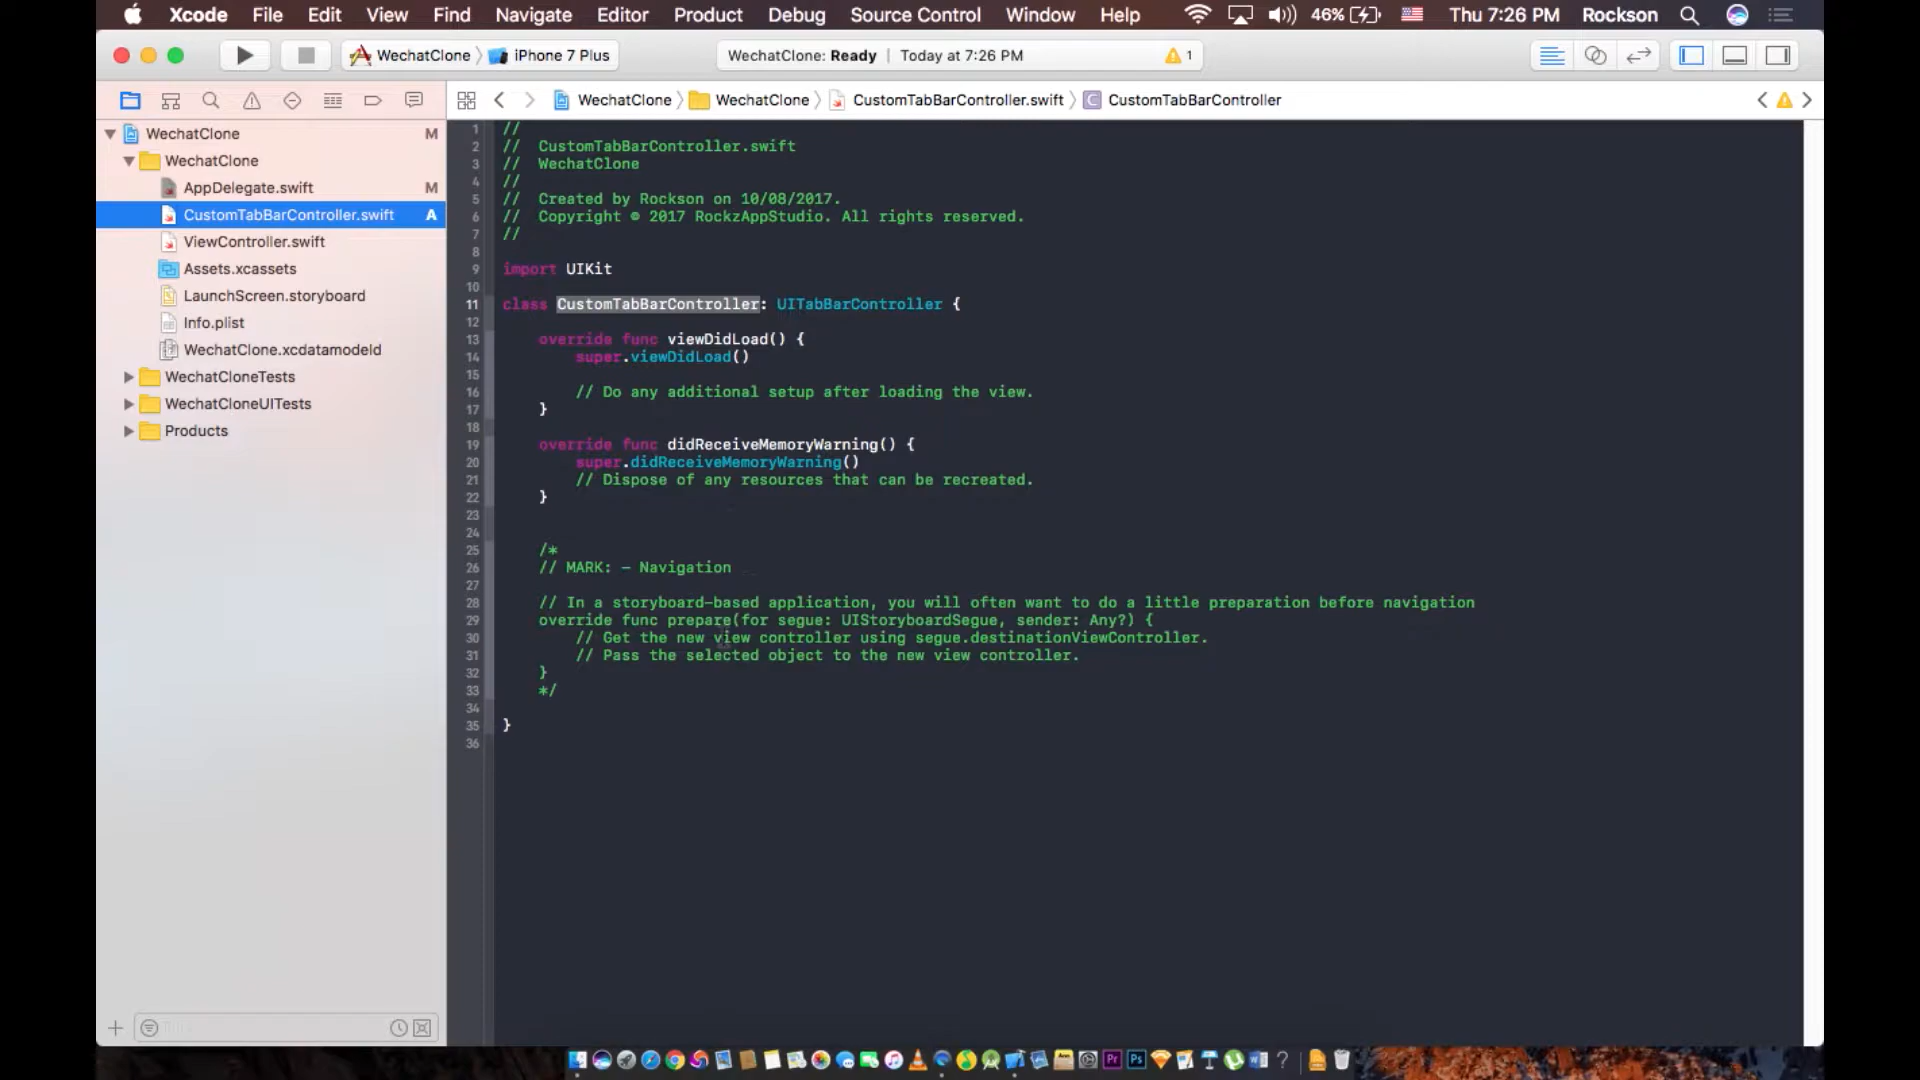 Xcode File Edit View Find Navigate Editor Product Debug Source Control Window Help 46% Thu 7:26 PM Rockson
WechatClone iPhone 7 Plus WechatClone: Ready | Today at 7:26 PM 1
WechatClone WechatClone CustomTabBarController.swift C CustomTabBarController
WechatClone M
WechatClone
AppDelegate.swift M
CustomTabBarController.swift A
ViewController.swift
Assets.xcassets
LaunchScreen.storyboard
Info.plist
WechatClone.xcdatamodeld
WechatCloneTests
WechatCloneUITests
Products
1 //
2 // CustomTabBarController.swift
3 // WechatClone
4 //
5 // Created by Rockson on 10/08/2017.
6 // Copyright © 2017 RockzAppStudio. All rights reserved.
7 //
8
9 import UIKit
10
11 class CustomTabBarController: UITabBarController {
12
13 override func viewDidLoad() {
14 super.viewDidLoad()
15
16 // Do any additional setup after loading the view.
17 }
18
19 override func didReceiveMemoryWarning() {
20 super.didReceiveMemoryWarning()
21 // Dispose of any resources that can be recreated.
22 }
23
24
25 /*
26 // MARK: - Navigation
27
28 // In a storyboard-based application, you will often want to do a little preparation before navigation
29 override func prepare(for segue: UIStoryboardSegue, sender: Any?) {
30 // Get the new view controller using segue.destinationViewController.
31 // Pass the selected object to the new view controller.
32 }
33 */
34
35 }
36
Pr Ps W ?